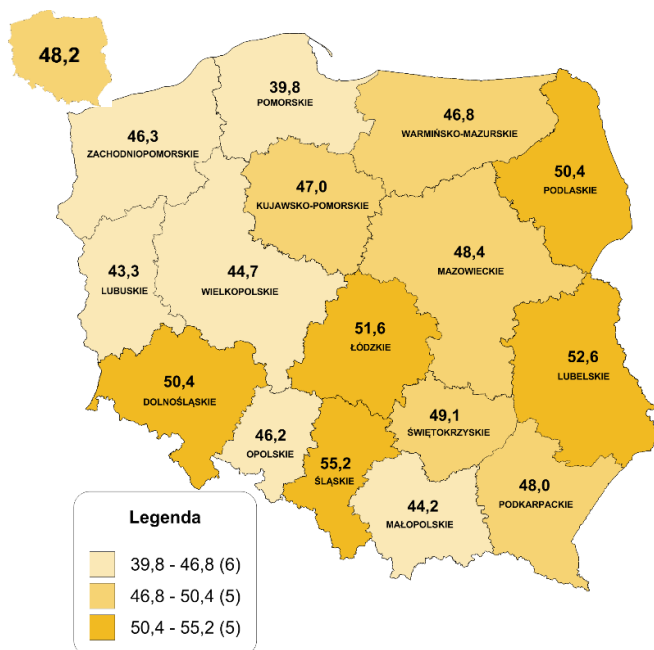 48,2
39,8
POMORSKIE
46,8
WARMIŃSKO-MAZURSKIE
46,3
ZACHODNIOPOMORSKIE
50,4
PODLASKIE
47,0
KUJAWSKO-POMORSKIE
48,4
MAZOWIECKIE
43,3
LUBUSKIE
44,7
WIELKOPOLSKIE
51,6
ŁÓDZKIE
52,6
LUBELSKIE
50,4
DOLNOŚLĄSKIE
49,1
ŚWIĘTOKRZYSKIE
46,2
OPOLSKIE
55,2
ŚLĄSKIE
48,0
PODKARPACKIE
44,2
MAŁOPOLSKIE
Legenda
39,8 - 46,8 (6)
46,8 - 50,4 (5)
50,4 - 55,2 (5)